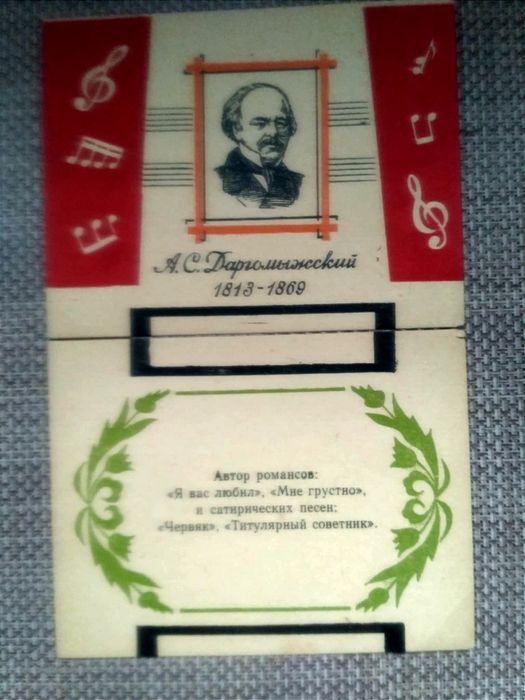 А.С. Даргомыжский
1813-1869
Автор романсов:
«Я вас любил», «Мне грустно»,
и сатирических песен:
«Червяк», «Титулярный советник».